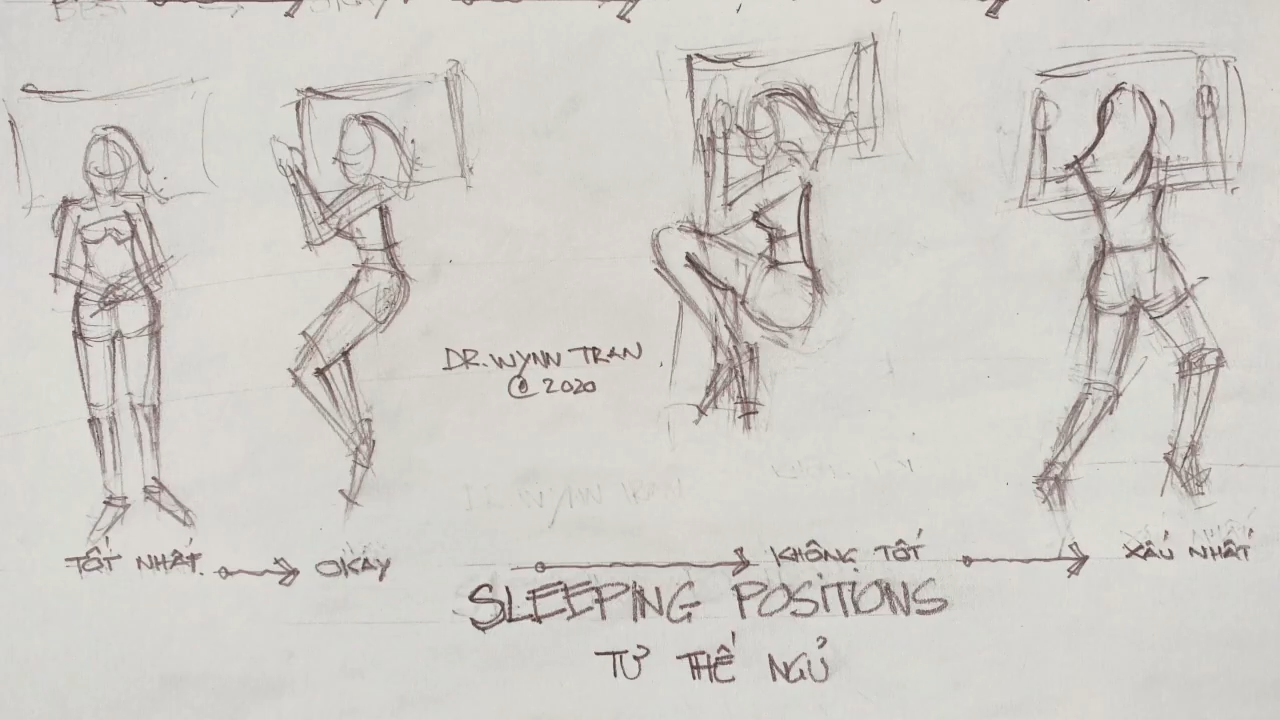 DR. WYNN TRAN
© 2020
TỐT NHẤT
OKAY
KHÔNG TỐT
XẤU NHẤT
SLEEPING POSITIONS
TƯ THẾ NGỦ